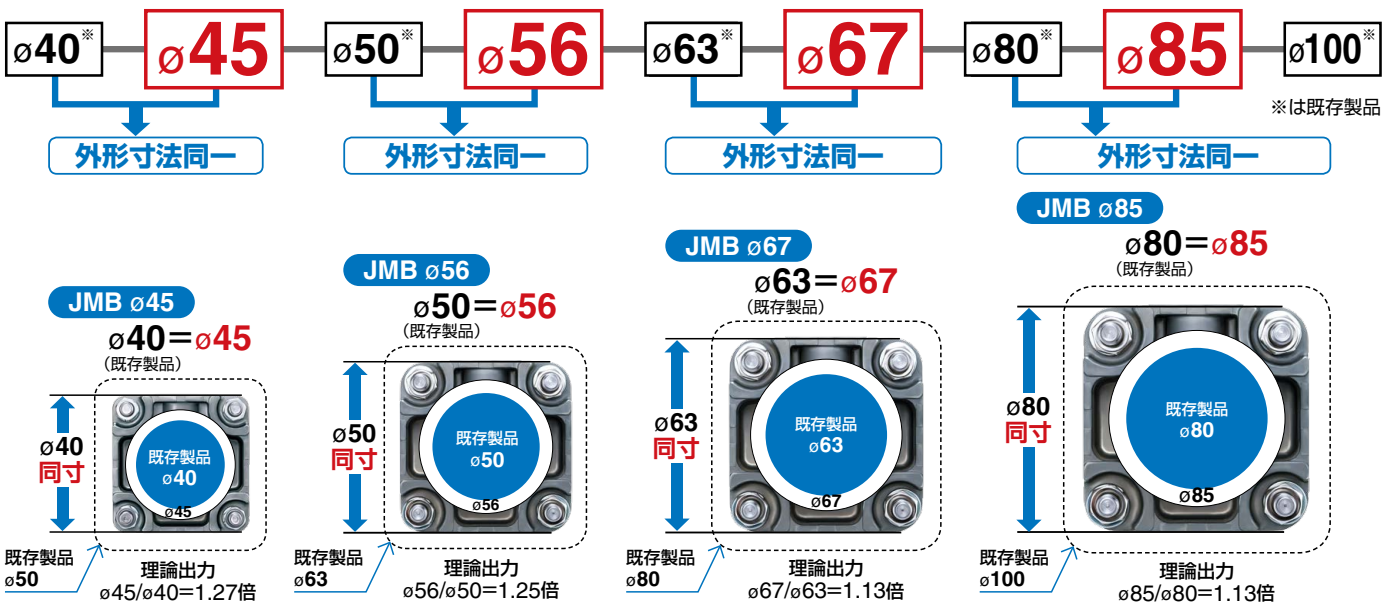 ø40※ ø45 ø50※ ø56 ø63※ ø67 ø80※ ø85 ø100※
※は既存製品
外形寸法同一 外形寸法同一 外形寸法同一 外形寸法同一
JMB ø45
ø40=ø45
(既存製品)
ø40
同寸
既存製品
ø40
ø45
既存製品
ø50
理論出力
ø45/ø40=1.27倍
JMB ø56
ø50=ø56
(既存製品)
ø50
同寸
既存製品
ø50
ø56
既存製品
ø63
理論出力
ø56/ø50=1.25倍
JMB ø67
ø63=ø67
(既存製品)
ø63
同寸
既存製品
ø63
ø67
既存製品
ø80
理論出力
ø67/ø63=1.13倍
JMB ø85
ø80=ø85
(既存製品)
ø80
同寸
既存製品
ø80
ø85
既存製品
ø100
理論出力
ø85/ø80=1.13倍